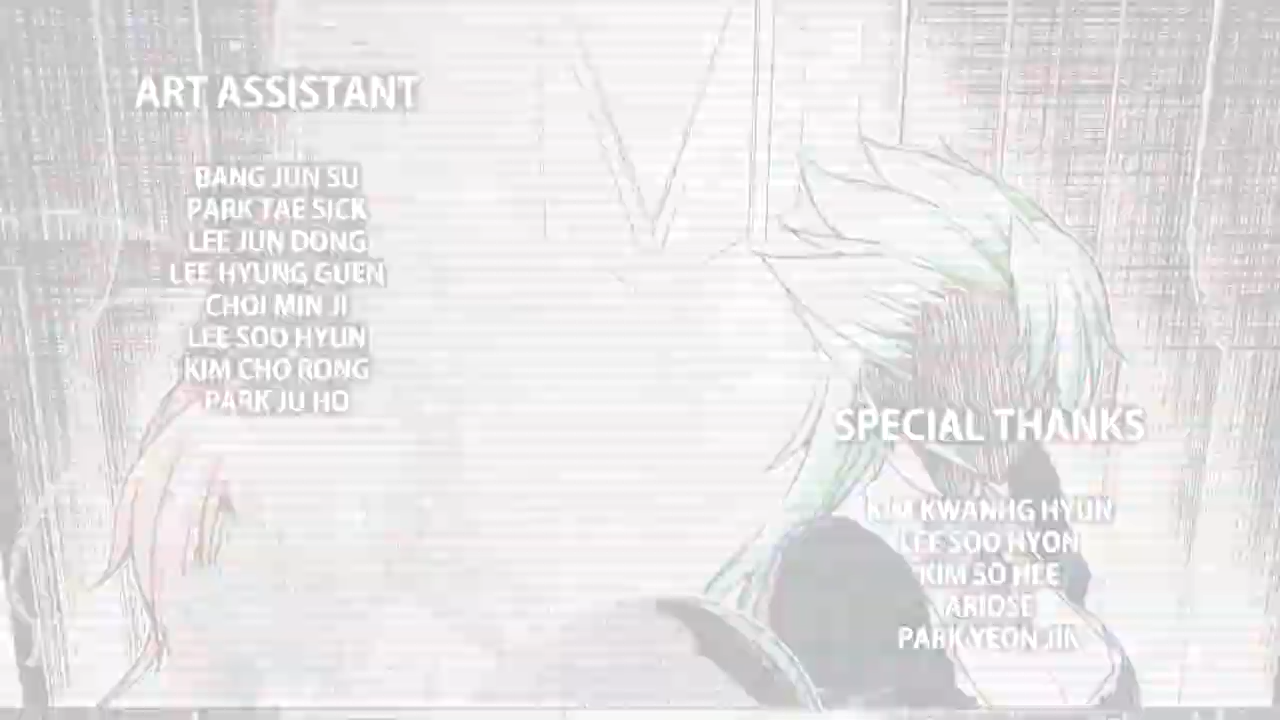 ART ASSISTANT
BANG JUN SU
PARK TAE SICK
LEE JUN DONG
LEE HYUNG GUEN
CHOI MIN JI
LEE SOO HYUN
KIM CHO RONG
PARK JU HO
SPECIAL THANKS
KIM KWANHG HYUN
LEE SOO HYON
KIM SO HEE
ARIOSE
PARK YEON JIN